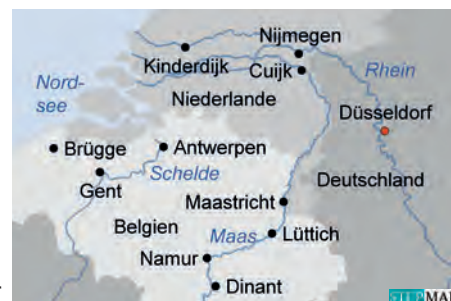 Nijmegen
Kinderdijk
Cuijk
Rhein
Nord-
see
Niederlande
Düsseldorf
Brügge
Antwerpen
Schelde
Gent
Deutschland
Maastricht
Belgien
Maas
Lüttich
Namur
Dinant